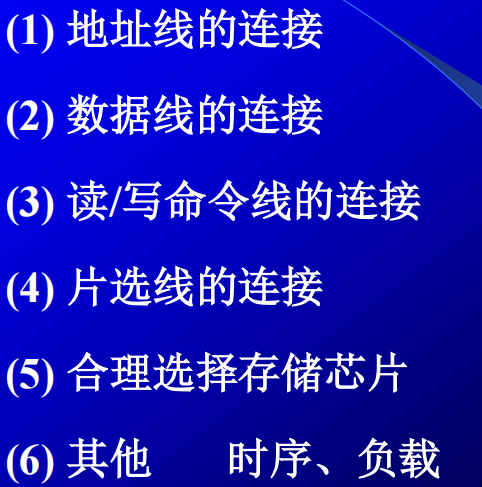 (1) 地址线的连接
(2) 数据线的连接
(3) 读/写命令线的连接
(4) 片选线的连接
(5) 合理选择存储芯片
(6) 其他 时序、负载